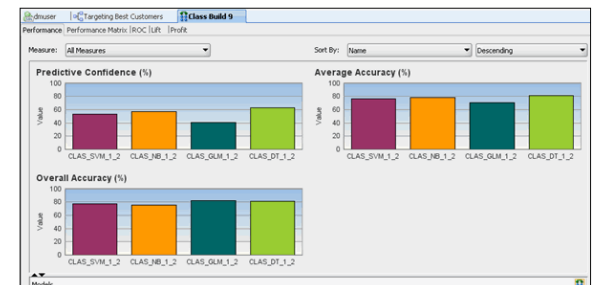 dmuser Targeting Best Customers Class Build 9
Performance Performance Matrix ROC Lift Profit
Measure: All Measures Sort By: Name Descending
Predictive Confidence (%)
100
80
60
40
20
0
Value
CLAS_SVM_1_2 CLAS_NB_1_2 CLAS_GLM_1_2 CLAS_DT_1_2
Average Accuracy (%)
100
80
60
40
20
0
Value
CLAS_SVM_1_2 CLAS_NB_1_2 CLAS_GLM_1_2 CLAS_DT_1_2
Overall Accuracy (%)
100
80
60
40
20
0
Value
CLAS_SVM_1_2 CLAS_NB_1_2 CLAS_GLM_1_2 CLAS_DT_1_2
Models